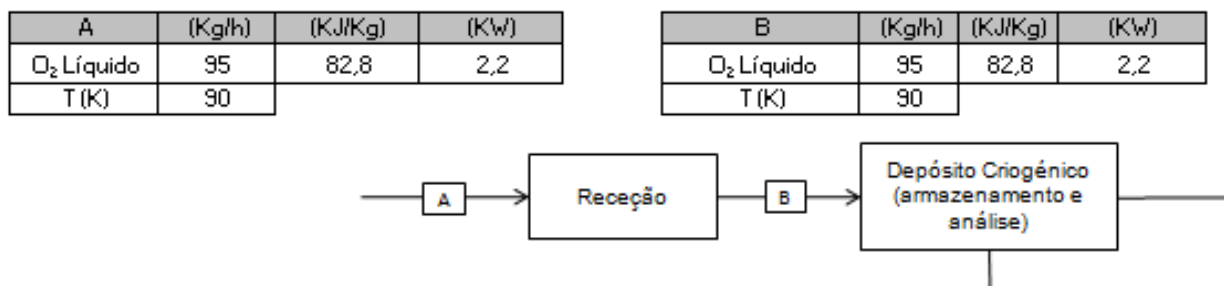 A (Kg/h) (KJ/Kg) (KW)
O₂ Líquido 95 82,8 2,2
T (K) 90
B (Kg/h) (KJ/Kg) (KW)
O₂ Líquido 95 82,8 2,2
T (K) 90
A
Receção
B
Depósito Criogénico
(armazenamento e
análise)